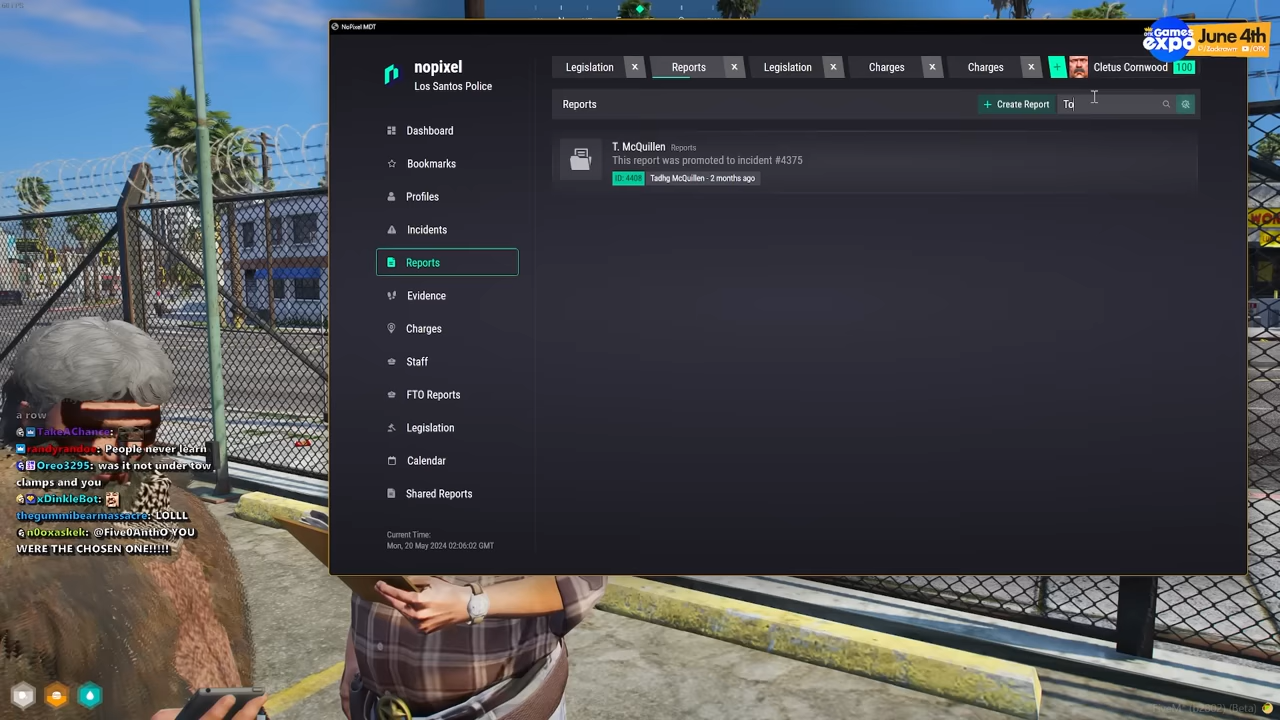 NoPixel MDT
nopixel
Los Santos Police
Legislation x
Reports x
Legislation x
Charges x
Charges x
+
Cletus Cornwood 100
Games expo
June 4th
Reports
+ Create Report
To
Dashboard
Bookmarks
Profiles
Incidents
Reports
Evidence
Charges
Staff
FTO Reports
Legislation
Calendar
Shared Reports
T. McQuillen Reports
This report was promoted to incident #4375
ID: 4408 Tadhg McQuillen - 2 months ago
Current Time:
Mon, 20 May 2024 02:06:02 GMT
a row
TakeAChance:
randyrandoe: People never learn
Oreo3295: was it not under tow
clamps and you
xDinkleBot:
thegummibearmassacre: LOLLL
n0oxaskek: @Five0AnthO YOU
WERE THE CHOSEN ONE!!!!!